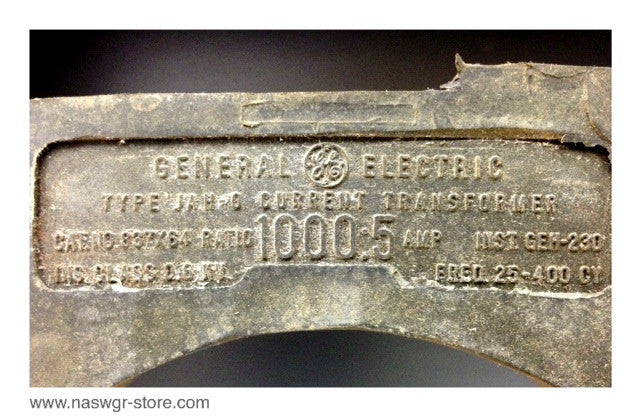 GENERAL GE ELECTRIC
TYPE JAH-0 CURRENT TRANSFORMER
CAT.NO. 637X64 RATIO 1000:5 AMP INST. GEH-230
INS. CLASS 0.6 KV. FREQ. 25-400 CY.
www.naswgr-store.com